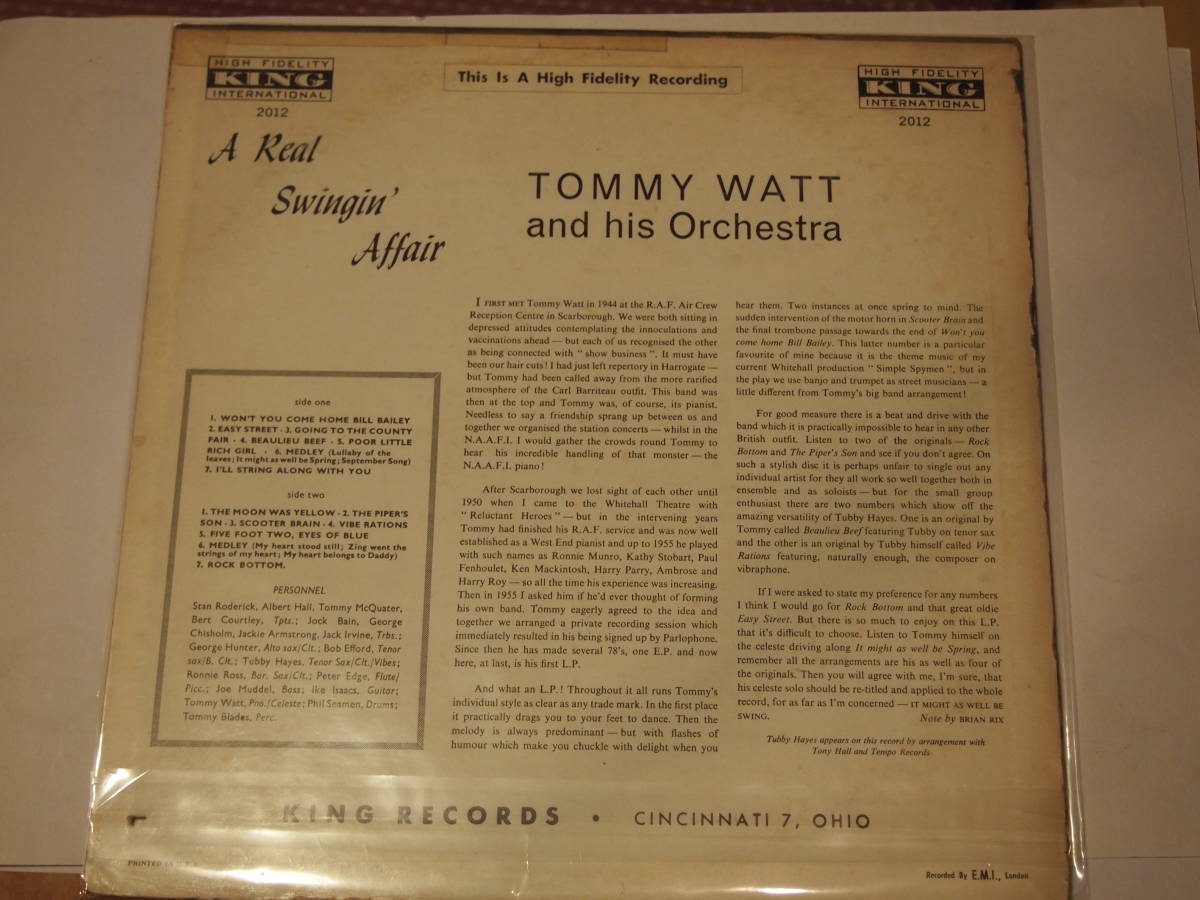 HIGH FIDELITY
KING
INTERNATIONAL
2012
This Is A High Fidelity Recording
HIGH FIDELITY
KING
INTERNATIONAL
2012
A Real
Swingin'
Affair
TOMMY WATT
and his Orchestra
side one
1. WON'T YOU COME HOME BILL BAILEY
2. EASY STREET · 3. GOING TO THE COUNTY
FAIR · 4. BEAULIEU BEEF · 5. POOR LITTLE
RICH GIRL · 6. MEDLEY (Lullaby of the
leaves; It might as well be Spring; September Song)
7. I'LL STRING ALONG WITH YOU
side two
1. THE MOON WAS YELLOW · 2. THE PIPER'S
SON · 3. SCOOTER BRAIN · 4. VIBE RATIONS
5. FIVE FOOT TWO, EYES OF BLUE
6. MEDLEY (My heart stood still; Zing went the
strings of my heart; My heart belongs to Daddy)
7. ROCK BOTTOM.
PERSONNEL
Stan Roderick, Albert Hall, Tommy McQuater,
Bert Courtley, Tpts.; Jock Bain, George
Chisholm, Jackie Armstrong, Jack Irvine, Trbs.;
George Hunter, Alto sax/Clt.; Bob Efford, Tenor
sax/B. Clt.; Tubby Hayes, Tenor Sax/Clt./Vibes;
Ronnie Ross, Bar. Sax/Clt.; Peter Edge, Flute/
Picc.; Joe Muddel, Bass; Ike Isaacs, Guitar;
Tommy Watt, Pno./Celeste; Phil Seamen, Drums;
Tommy Blades, Perc.
I FIRST MET Tommy Watt in 1944 at the R.A.F. Air Crew
Reception Centre in Scarborough. We were both sitting in
depressed attitudes contemplating the innoculations and
vaccinations ahead — but each of us recognised the other
as being connected with " show business ". It must have
been our hair cuts! I had just left repertory in Harrogate —
but Tommy had been called away from the more rarified
atmosphere of the Carl Barriteau outfit. This band was
then at the top and Tommy was, of course, its pianist.
Needless to say a friendship sprang up between us and
together we organised the station concerts — whilst in the
N.A.A.F.I. I would gather the crowds round Tommy to
hear his incredible handling of that monster — the
N.A.A.F.I. piano!
After Scarborough we lost sight of each other until
1950 when I came to the Whitehall Theatre with
" Reluctant Heroes " — but in the intervening years
Tommy had finished his R.A.F. service and was now well
established as a West End pianist and up to 1955 he played
with such names as Ronnie Munro, Kathy Stobart, Paul
Fenhoulet, Ken Mackintosh, Harry Parry, Ambrose and
Harry Roy — so all the time his experience was increasing.
Then in 1955 I asked him if he'd ever thought of forming
his own band. Tommy eagerly agreed to the idea and
together we arranged a private recording session which
immediately resulted in his being signed up by Parlophone.
Since then he has made several 78's, one E.P. and now
here, at last, is his first L.P.
And what an L.P.! Throughout it all runs Tommy's
individual style as clear as any trade mark. In the first place
it practically drags you to your feet to dance. Then the
melody is always predominant — but with flashes of
humour which make you chuckle with delight when you
hear them. Two instances at once spring to mind. The
sudden intervention of the motor horn in Scooter Brain and
the final trombone passage towards the end of Won't you
come home Bill Bailey. This latter number is a particular
favourite of mine because it is the theme music of my
current Whitehall production " Simple Spymen ", but in
the play we use banjo and trumpet as street musicians — a
little different from Tommy's big band arrangement!
For good measure there is a beat and drive with the
band which it is practically impossible to hear in any other
British outfit. Listen to two of the originals — Rock
Bottom and The Piper's Son and see if you don't agree. On
such a stylish disc it is perhaps unfair to single out any
individual artist for they all work so well together both in
ensemble and as soloists — but for the small group
enthusiast there are two numbers which show off the
amazing versatility of Tubby Hayes. One is an original by
Tommy called Beaulieu Beef featuring Tubby on tenor sax
and the other is an original by Tubby himself called Vibe
Rations featuring, naturally enough, the composer on
vibraphone.
If I were asked to state my preference for any numbers
I think I would go for Rock Bottom and that great oldie
Easy Street. But there is so much to enjoy on this L.P.
that it's difficult to choose. Listen to Tommy himself on
the celeste driving along It might as well be Spring, and
remember all the arrangements are his as well as four of
the originals. Then you will agree with me, I'm sure, that
his celeste solo should be re-titled and applied to the whole
record, for as far as I'm concerned — IT MIGHT AS WELL BE
SWING. Note by BRIAN RIX
Tubby Hayes appears on this record by arrangement with
Tony Hall and Tempo Records
KING RECORDS • CINCINNATI 7, OHIO
PRINTED IN
Recorded By E.M.I., London